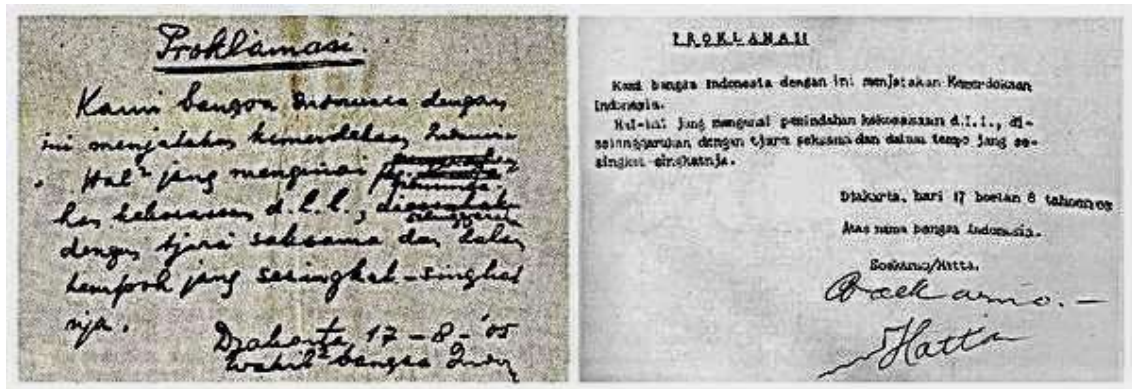 Proklamasi.
Kami bangsa Indonesia dengan
ini menjatakan kemerdekaan Indonesia.
Hal² jang mengenai
kekoeasaan d.l.l.,
dengan tjara saksama dan dalam
tempoh jang sesingkat-singkat
nja.
Djakarta 17-8-'05
Wakil² bangsa Indon
PROKLAMASI
Kami bangsa Indonesia dengan ini menjatakan Kemerdekaan
Indonesia.
Hal-hal jang mengenai pemindahan kekoeasaan d.l.l., di-
selenggarakan dengan tjara seksama dan dalam tempo jang se-
singkat-singkatnja.
Djakarta, hari 17 boelan 8 tahoen 05
Atas nama bangsa Indonesia.
Soekarno/Hatta.
Soekarno.-
Hatta